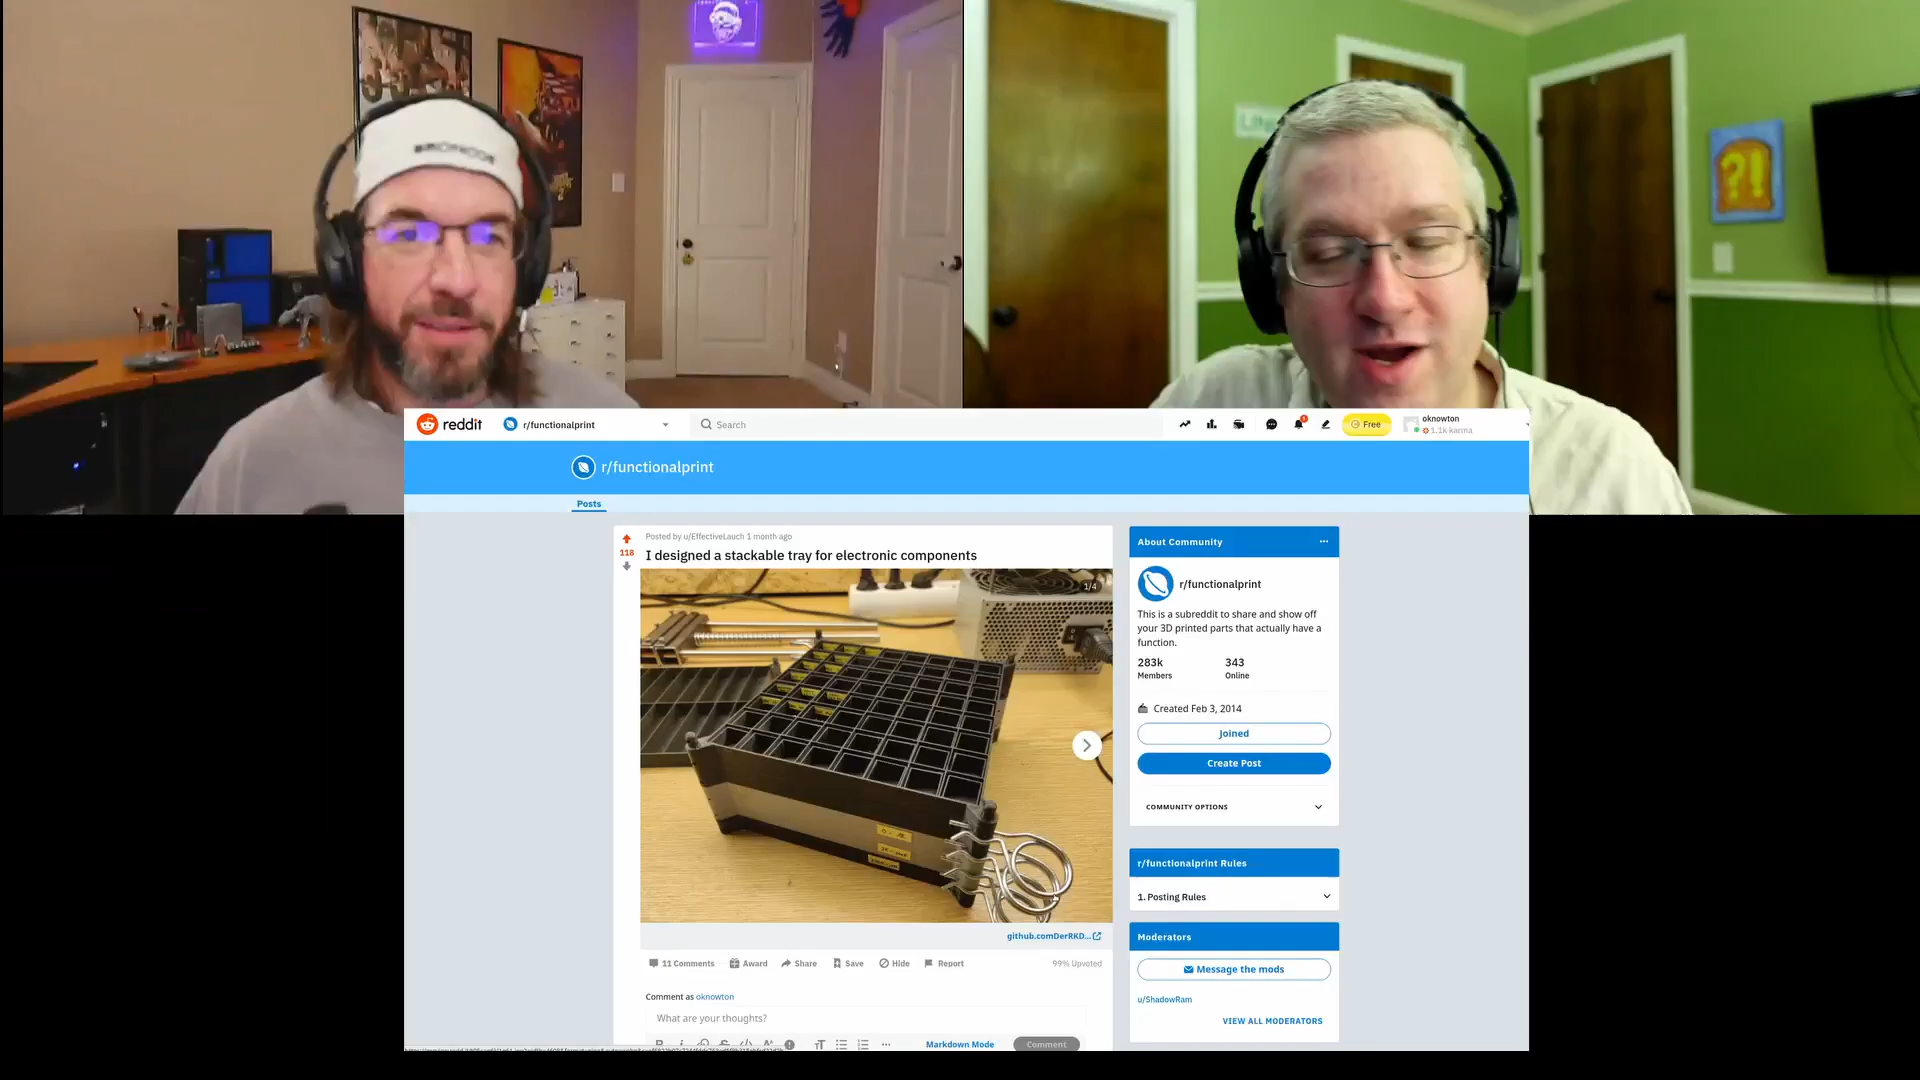 BRONCOS
?!
reddit
r/functionalprint
Search
Free
oknowton
1.1k karma
r/functionalprint
Posts
118
Posted by u/EffectiveLauch 1 month ago
I designed a stackable tray for electronic components
1/4
github.comDerRKD...
11 Comments
Award
Share
Save
Hide
Report
99% Upvoted
Comment as oknowton
What are your thoughts?
Markdown Mode
Comment
About Community
r/functionalprint
This is a subreddit to share and show off
your 3D printed parts that actually have a
function.
283k
343
Members
Online
Created Feb 3, 2014
Joined
Create Post
COMMUNITY OPTIONS
r/functionalprint Rules
1. Posting Rules
Moderators
Message the mods
u/ShadowRam
VIEW ALL MODERATORS